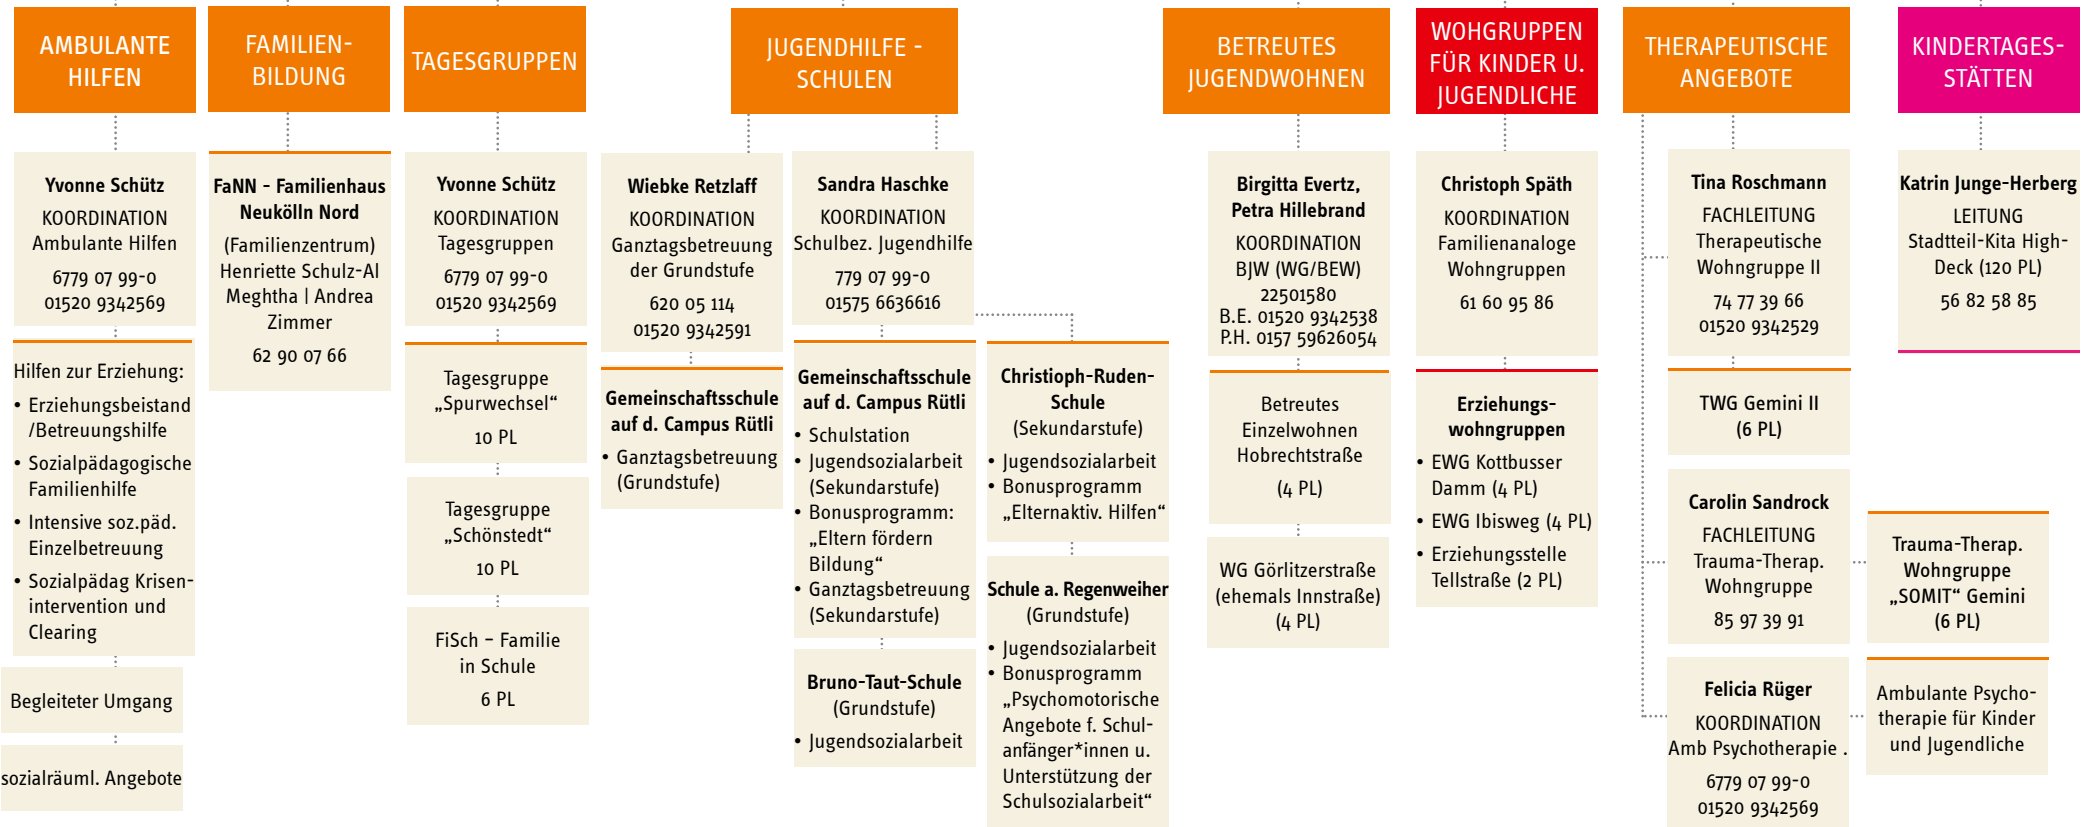 AMBULANTE
HILFEN
Yvonne Schütz
KOORDINATION
Ambulante Hilfen
6779 07 99-0
01520 9342569
Hilfen zur Erziehung:
• Erziehungsbeistand
/Betreuungshilfe
• Sozialpädagogische
Familienhilfe
• Intensive soz.päd.
Einzelbetreuung
• Sozialpädag Krisen-
intervention und
Clearing
Begleiteter Umgang
sozialräuml. Angebote
FAMILIEN-
BILDUNG
FaNN - Familienhaus
Neukölln Nord
(Familienzentrum)
Henriette Schulz-Al
Meghtha | Andrea
Zimmer
62 90 07 66
TAGESGRUPPEN
Yvonne Schütz
KOORDINATION
Tagesgruppen
6779 07 99-0
01520 9342569
Tagesgruppe
„Spurwechsel“
10 PL
Tagesgruppe
„Schönstedt“
10 PL
FiSch – Familie
in Schule
6 PL
JUGENDHILFE -
SCHULEN
Wiebke Retzlaff
KOORDINATION
Ganztagsbetreuung
der Grundstufe
620 05 114
01520 9342591
Gemeinschaftsschule
auf d. Campus Rütli
• Ganztagsbetreuung
(Grundstufe)
Sandra Haschke
KOORDINATION
Schulbez. Jugendhilfe
779 07 99-0
01575 6636616
Gemeinschaftsschule
auf d. Campus Rütli
• Schulstation
• Jugendsozialarbeit
(Sekundarstufe)
• Bonusprogramm:
„Eltern fördern
Bildung“
• Ganztagsbetreuung
(Sekundarstufe)
Bruno-Taut-Schule
(Grundstufe)
• Jugendsozialarbeit
Christioph-Ruden-
Schule
(Sekundarstufe)
• Jugendsozialarbeit
• Bonusprogramm
„Elternaktiv. Hilfen“
Schule a. Regenweiher
(Grundstufe)
• Jugendsozialarbeit
• Bonusprogramm
„Psychomotorische
Angebote f. Schul-
anfänger*innen u.
Unterstützung der
Schulsozialarbeit“
BETREUTES
JUGENDWOHNEN
Birgitta Evertz,
Petra Hillebrand
KOORDINATION
BJW (WG/BEW)
22501580
B.E. 01520 9342538
P.H. 0157 59626054
Betreutes
Einzelwohnen
Hobrechtstraße
(4 PL)
WG Görlitzerstraße
(ehemals Innstraße)
(4 PL)
WOHGRUPPEN
FÜR KINDER U.
JUGENDLICHE
Christoph Späth
KOORDINATION
Familienanaloge
Wohngruppen
61 60 95 86
Erziehungs-
wohngruppen
• EWG Kottbusser
Damm (4 PL)
• EWG Ibisweg (4 PL)
• Erziehungsstelle
Tellstraße (2 PL)
THERAPEUTISCHE
ANGEBOTE
Tina Roschmann
FACHLEITUNG
Therapeutische
Wohngruppe II
74 77 39 66
01520 9342529
TWG Gemini II
(6 PL)
Carolin Sandrock
FACHLEITUNG
Trauma-Therap.
Wohngruppe
85 97 39 91
Trauma-Therap.
Wohngruppe
„SOMIT“ Gemini
(6 PL)
Felicia Rüger
KOORDINATION
Amb Psychotherapie .
6779 07 99-0
01520 9342569
Ambulante Psycho-
therapie für Kinder
und Jugendliche
KINDERTAGES-
STÄTTEN
Katrin Junge-Herberg
LEITUNG
Stadtteil-Kita High-
Deck (120 PL)
56 82 58 85